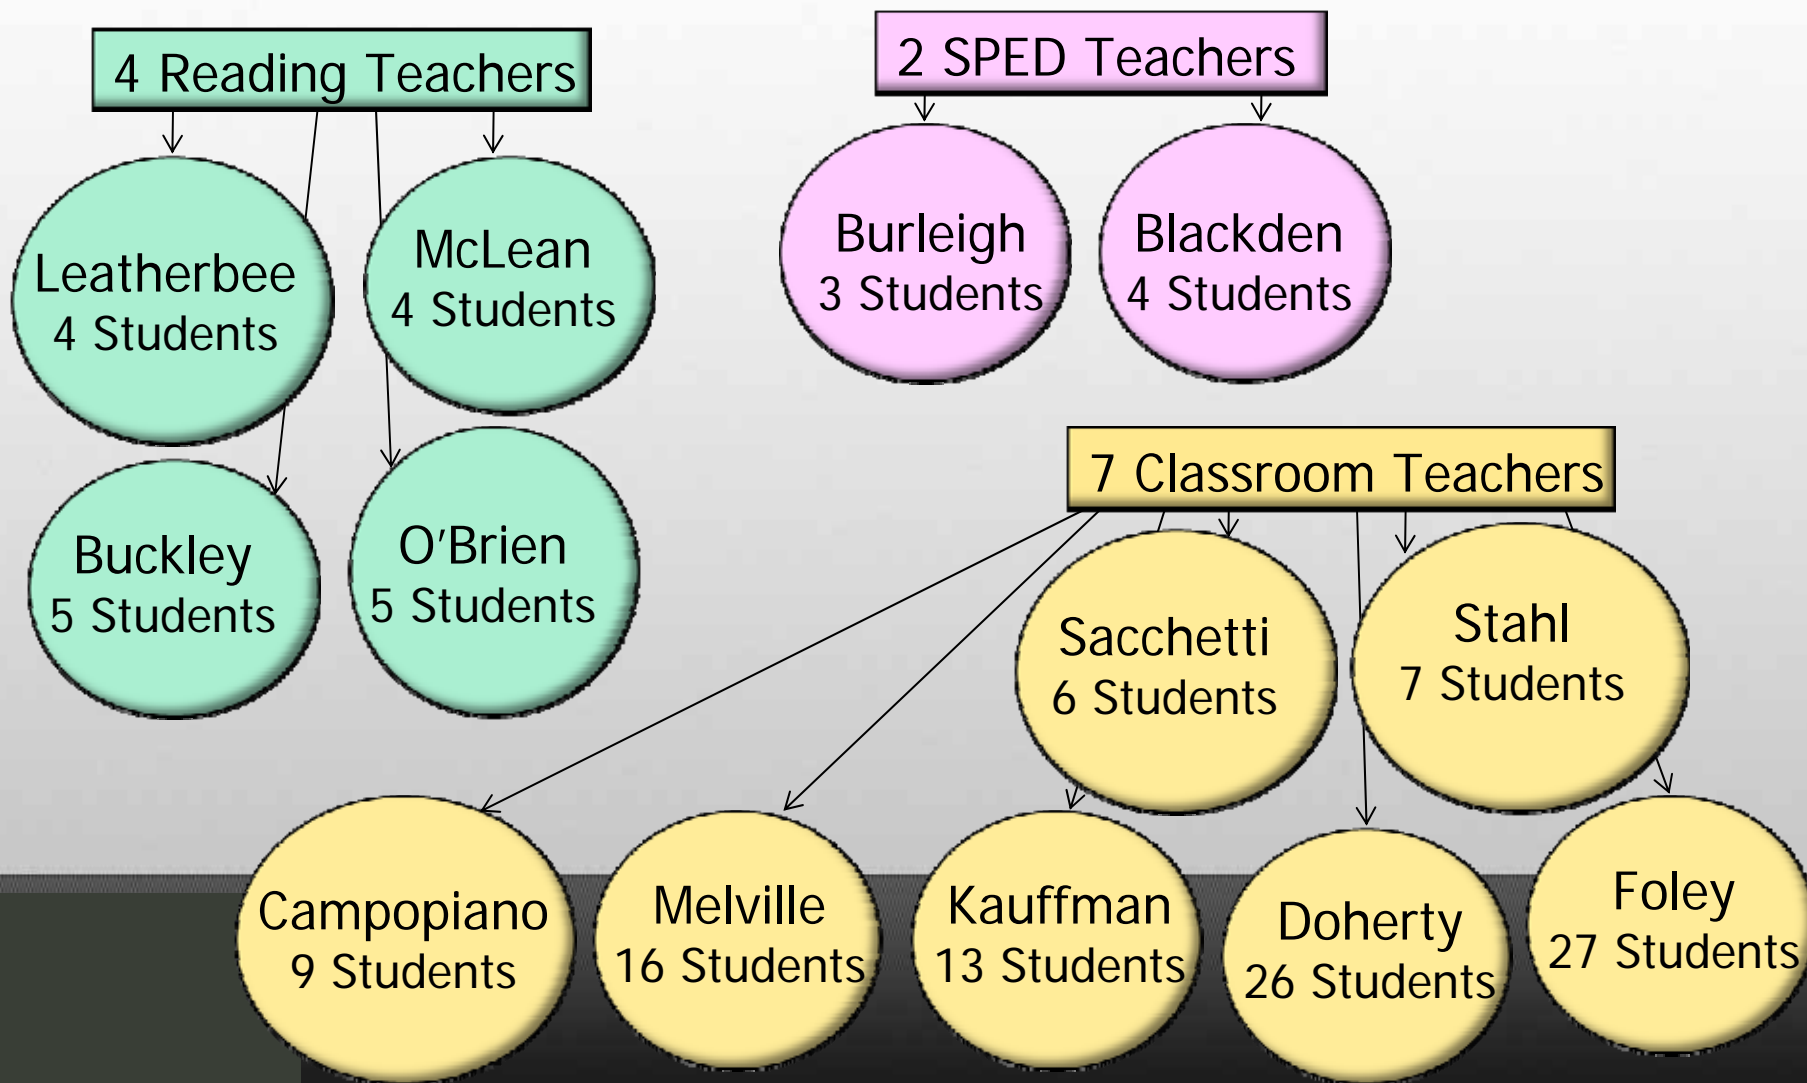 4 Reading Teachers
Leatherbee
4 Students
McLean
4 Students
Buckley
5 Students
O'Brien
5 Students
2 SPED Teachers
Burleigh
3 Students
Blackden
4 Students
7 Classroom Teachers
Sacchetti
6 Students
Stahl
7 Students
Campopiano
9 Students
Melville
16 Students
Kauffman
13 Students
Doherty
26 Students
Foley
27 Students